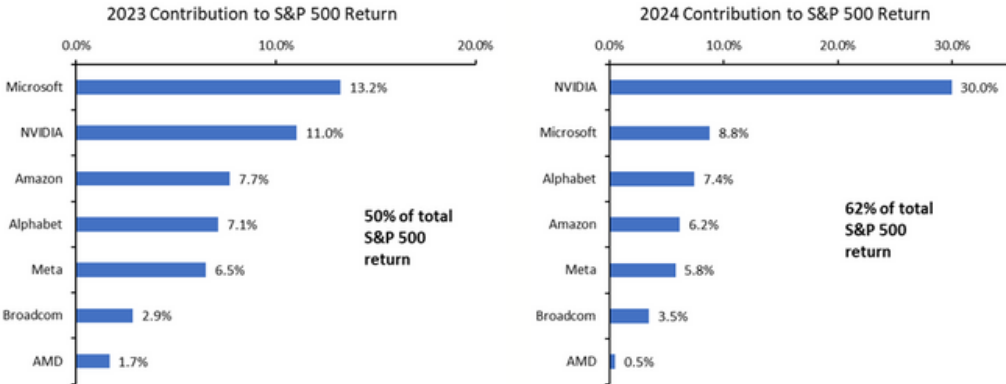 2023 Contribution to S&P 500 Return
0.0% 10.0% 20.0%
Microsoft 13.2%
NVIDIA 11.0%
Amazon 7.7%
Alphabet 7.1%
Meta 6.5%
Broadcom 2.9%
AMD 1.7%
50% of total
S&P 500
return
2024 Contribution to S&P 500 Return
0.0% 10.0% 20.0% 30.0%
NVIDIA 30.0%
Microsoft 8.8%
Alphabet 7.4%
Amazon 6.2%
Meta 5.8%
Broadcom 3.5%
AMD 0.5%
62% of total
S&P 500
return